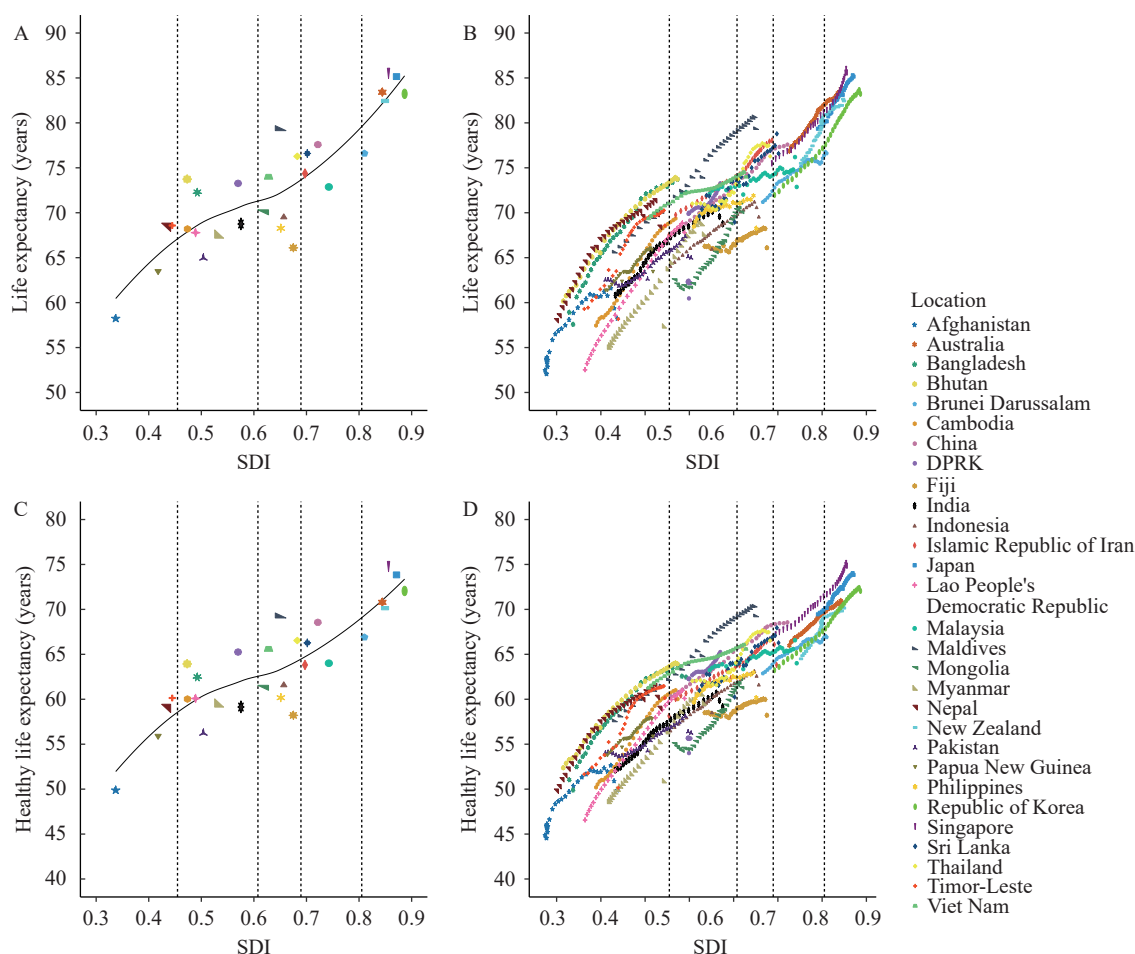 A
90
85
80
75
70
65
60
55
50
Life expectancy (years)
0.3 0.4 0.5 0.6 0.7 0.8 0.9
SDI
B
90
85
80
75
70
65
60
55
50
Life expectancy (years)
0.3 0.4 0.5 0.6 0.7 0.8 0.9
SDI
C
80
75
70
65
60
55
50
45
40
Healthy life expectancy (years)
0.3 0.4 0.5 0.6 0.7 0.8 0.9
SDI
D
80
75
70
65
60
55
50
45
40
Healthy life expectancy (years)
0.3 0.4 0.5 0.6 0.7 0.8 0.9
SDI
Location
Afghanistan
Australia
Bangladesh
Bhutan
Brunei Darussalam
Cambodia
China
DPRK
Fiji
India
Indonesia
Islamic Republic of Iran
Japan
Lao People's
Democratic Republic
Malaysia
Maldives
Mongolia
Myanmar
Nepal
New Zealand
Pakistan
Papua New Guinea
Philippines
Republic of Korea
Singapore
Sri Lanka
Thailand
Timor-Leste
Viet Nam